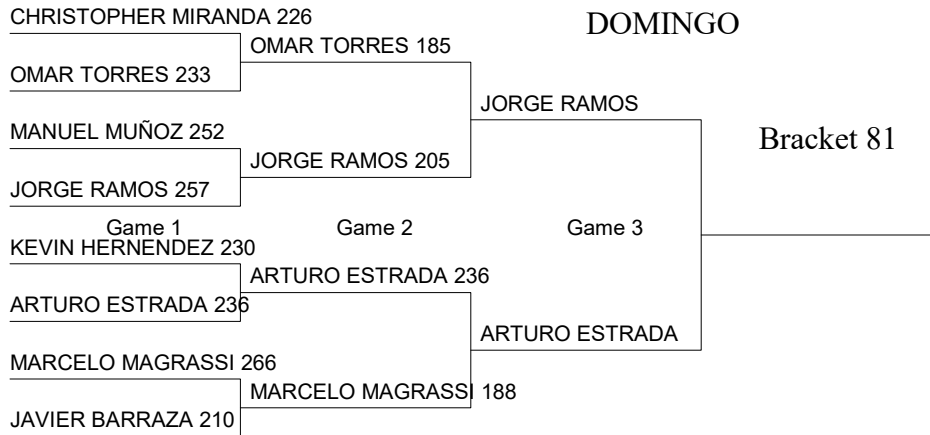 CHRISTOPHER MIRANDA 226
DOMINGO
OMAR TORRES 185
OMAR TORRES 233
JORGE RAMOS
MANUEL MUÑOZ 252
Bracket 81
JORGE RAMOS 205
JORGE RAMOS 257
Game 1
Game 2
Game 3
KEVIN HERNENDEZ 230
ARTURO ESTRADA 236
ARTURO ESTRADA 236
ARTURO ESTRADA
MARCELO MAGRASSI 266
MARCELO MAGRASSI 188
JAVIER BARRAZA 210